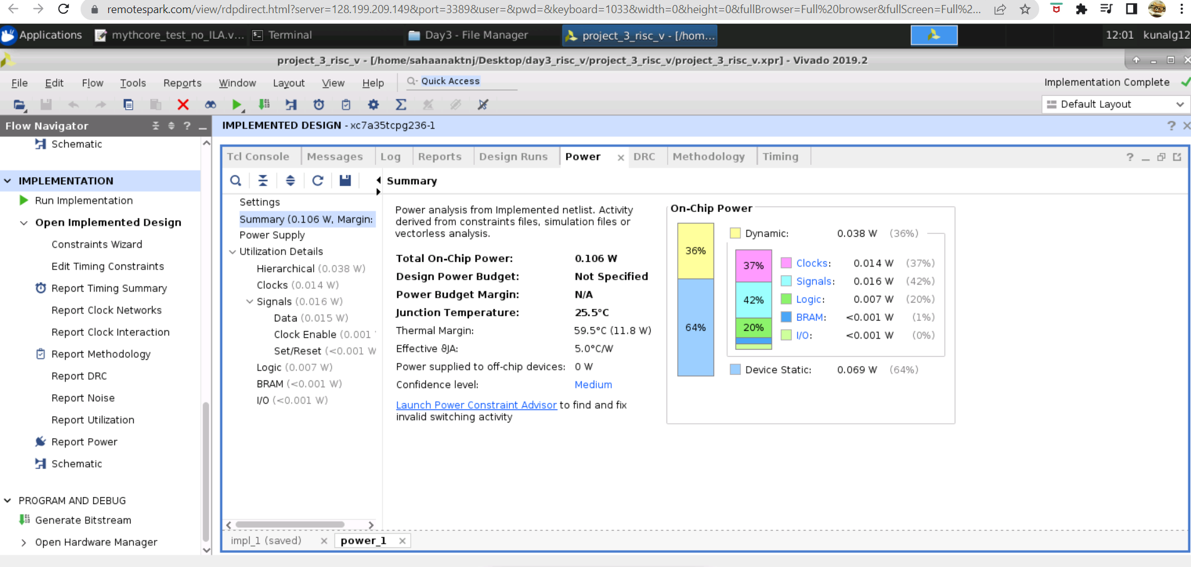 remotespark.com/view/rdpdirect.html?server=128.199.209.149&port=3389&user=&pwd=&keyboard=1033&width=0&height=0&fullBrowser=Full%20browser&fullScreen=Full%2C...
Applications
mythcore_test_no_ILA.v...
Terminal
Day3 - File Manager
project_3_risc_v - [/hom...
12:01 kunalg12
project_3_risc_v - [/home/sahaanaktnj/Desktop/day3_risc_v/project_3_risc_v/project_3_risc_v.xpr] - Vivado 2019.2
File Edit Flow Tools Reports Window Layout View Help
Quick Access
Implementation Complete
Default Layout
Flow Navigator
Schematic
IMPLEMENTATION
Run Implementation
Open Implemented Design
Constraints Wizard
Edit Timing Constraints
Report Timing Summary
Report Clock Networks
Report Clock Interaction
Report Methodology
Report DRC
Report Noise
Report Utilization
Report Power
Schematic
PROGRAM AND DEBUG
Generate Bitstream
Open Hardware Manager
IMPLEMENTED DESIGN - xc7a35tcpg236-1
Tcl Console Messages Log Reports Design Runs Power DRC Methodology Timing
Settings
Summary (0.106 W, Margin:
Power Supply
Utilization Details
Hierarchical (0.038 W)
Clocks (0.014 W)
Signals (0.016 W)
Data (0.015 W)
Clock Enable (0.001
Set/Reset (<0.001 W
Logic (0.007 W)
BRAM (<0.001 W)
I/O (<0.001 W)
Summary
Power analysis from Implemented netlist. Activity
derived from constraints files, simulation files or
vectorless analysis.
Total On-Chip Power: 0.106 W
Design Power Budget: Not Specified
Power Budget Margin: N/A
Junction Temperature: 25.5°C
Thermal Margin: 59.5°C (11.8 W)
Effective ϑJA: 5.0°C/W
Power supplied to off-chip devices: 0 W
Confidence level: Medium
Launch Power Constraint Advisor to find and fix
invalid switching activity
On-Chip Power
36%
64%
Dynamic: 0.038 W (36%)
37%
42%
20%
Clocks: 0.014 W (37%)
Signals: 0.016 W (42%)
Logic: 0.007 W (20%)
BRAM: <0.001 W (1%)
I/O: <0.001 W (0%)
Device Static: 0.069 W (64%)
impl_1 (saved)
power_1